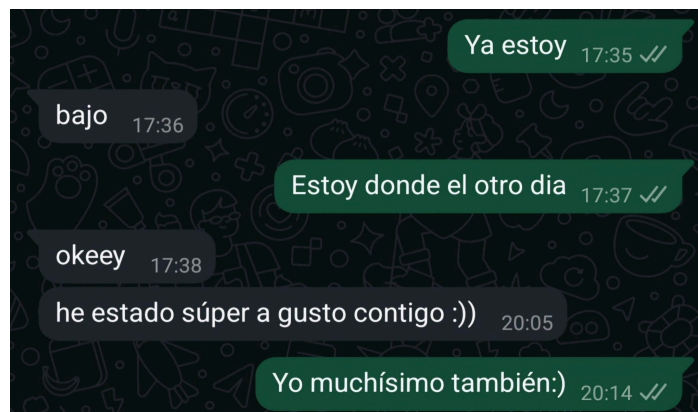 Ya estoy 17:35
bajo 17:36
Estoy donde el otro dia 17:37
okeey 17:38
he estado súper a gusto contigo :)) 20:05
Yo muchísimo también:) 20:14